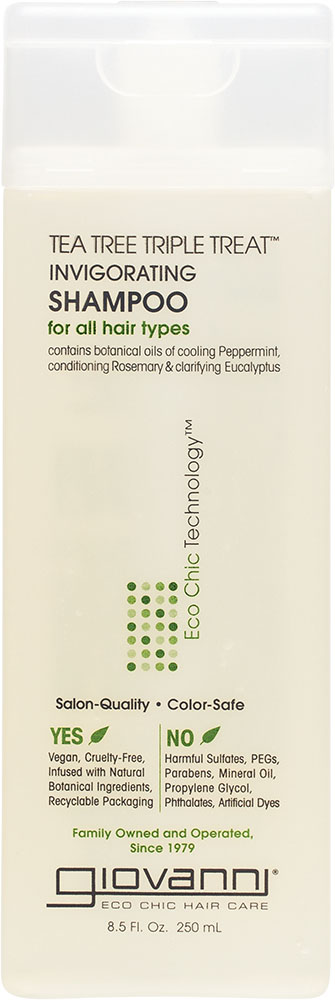 TEA TREE TRIPLE TREAT™
INVIGORATING
SHAMPOO
for all hair types
contains botanical oils of cooling Peppermint,
conditioning Rosemary & clarifying Eucalyptus
Eco Chic Technology™
Salon-Quality • Color-Safe
YES
Vegan, Cruelty-Free,
Infused with Natural
Botanical Ingredients,
Recyclable Packaging
NO
Harmful Sulfates, PEGs,
Parabens, Mineral Oil,
Propylene Glycol,
Phthalates, Artificial Dyes
Family Owned and Operated,
Since 1979
giovanni®
ECO CHIC HAIR CARE
8.5 Fl. Oz. 250 mL